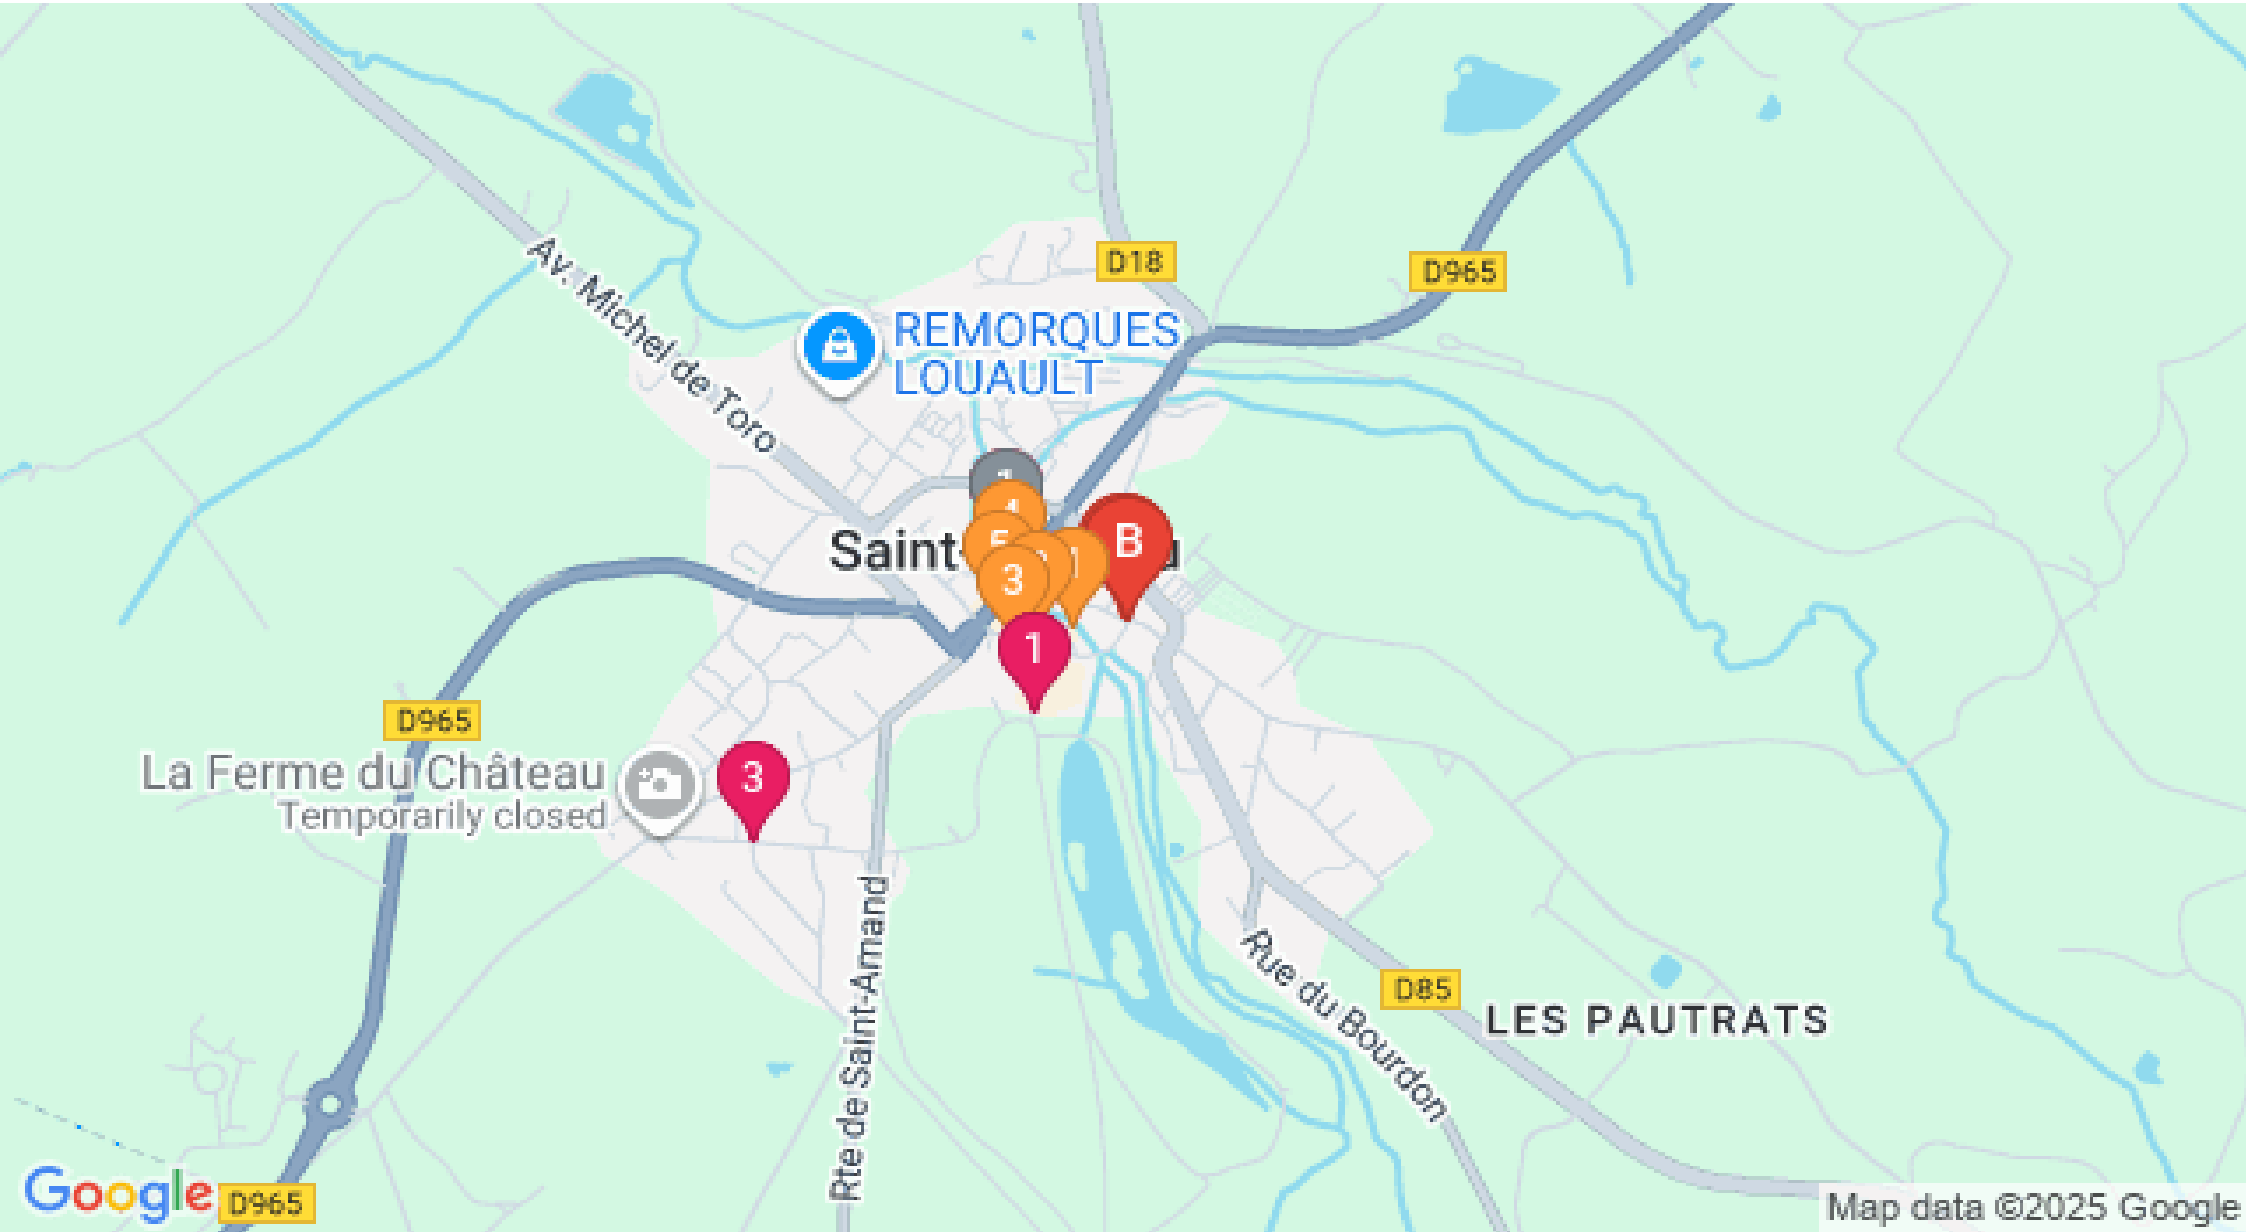 D18
D965
Av. Michel de Toro
REMORQUES
LOUAULT
B
5
3
1
D965
La Ferme du Château
Temporarily closed
3
Rte de Saint-Amand
Rue du Bourdon
D85
LES PAUTRATS
Google
D965
Map data ©2025 Google